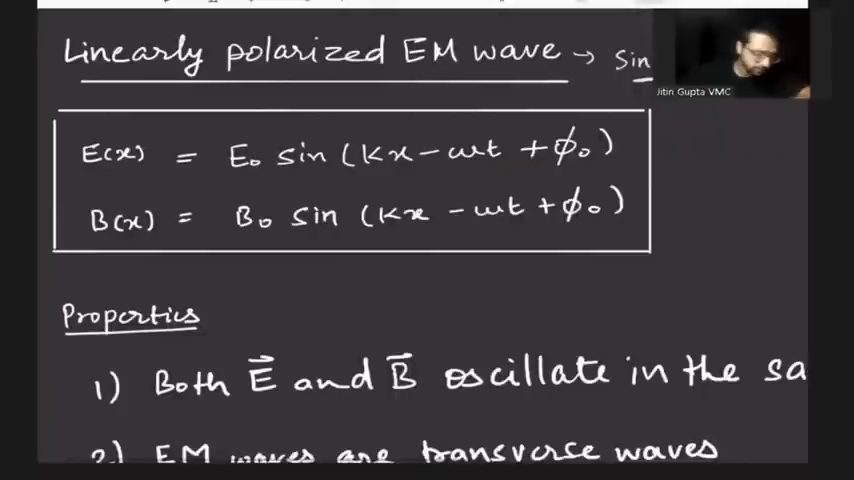 Linearly polarized EM wave → Sin
Jitin Gupta VMC
E(x) = E₀ sin (Kx - ωt + ϕ₀)
B(x) = B₀ sin (Kx - ωt + ϕ₀)
Properties
1) Both E⃗ and B⃗ oscillate in the sa
2) EM waves are transverse waves